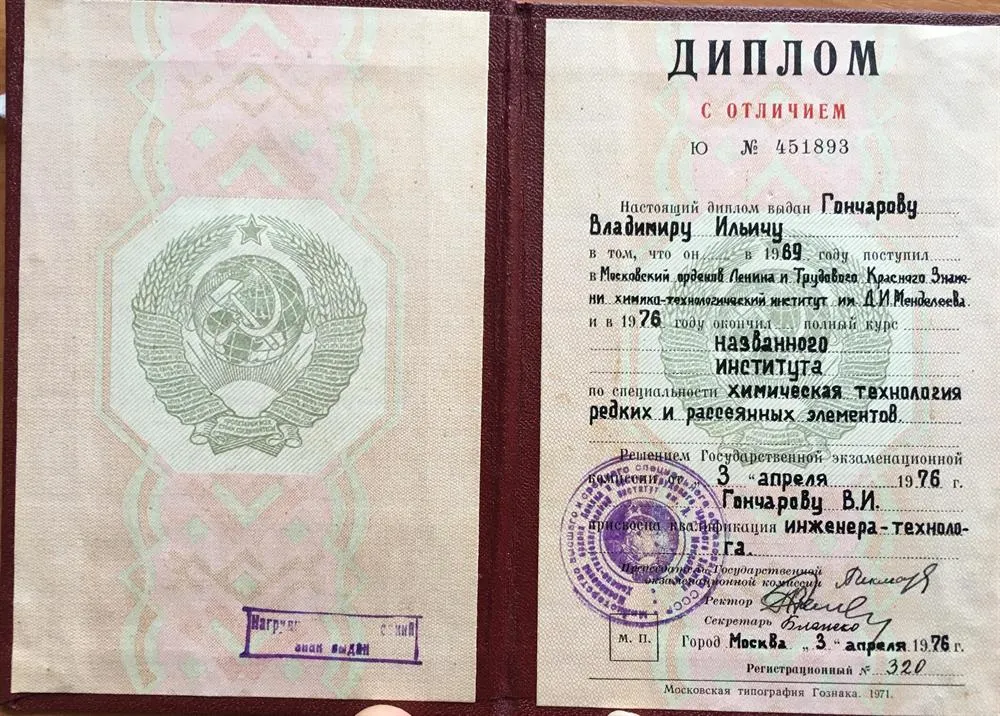 знак выдан
ДИПЛОМ
С ОТЛИЧИЕМ
Ю № 451893
Настоящий диплом выдан Гончарову
Владимиру Ильичу
в том, что он в 1969 году поступил
в Московский орденов Ленина и Трудового Красного Знаме-
ни химико-технологический институт им. Д.И.Менделеева
и в 1976 году окончил полный курс
названного
института
по специальности химическая технология
редких и рассеянных элементов.
Решением Государственной экзаменационной
комиссии от „3“ апреля 1976 г.
Гончарову В.И.
присвоена квалификация инженера-техноло-
га.
Председатель Государственной
экзаменационной комиссии
Ректор
Секретарь
М. П.
Город Москва „3“ апреля 1976 г.
Регистрационный № 320
Московская типография Гознака. 1971.